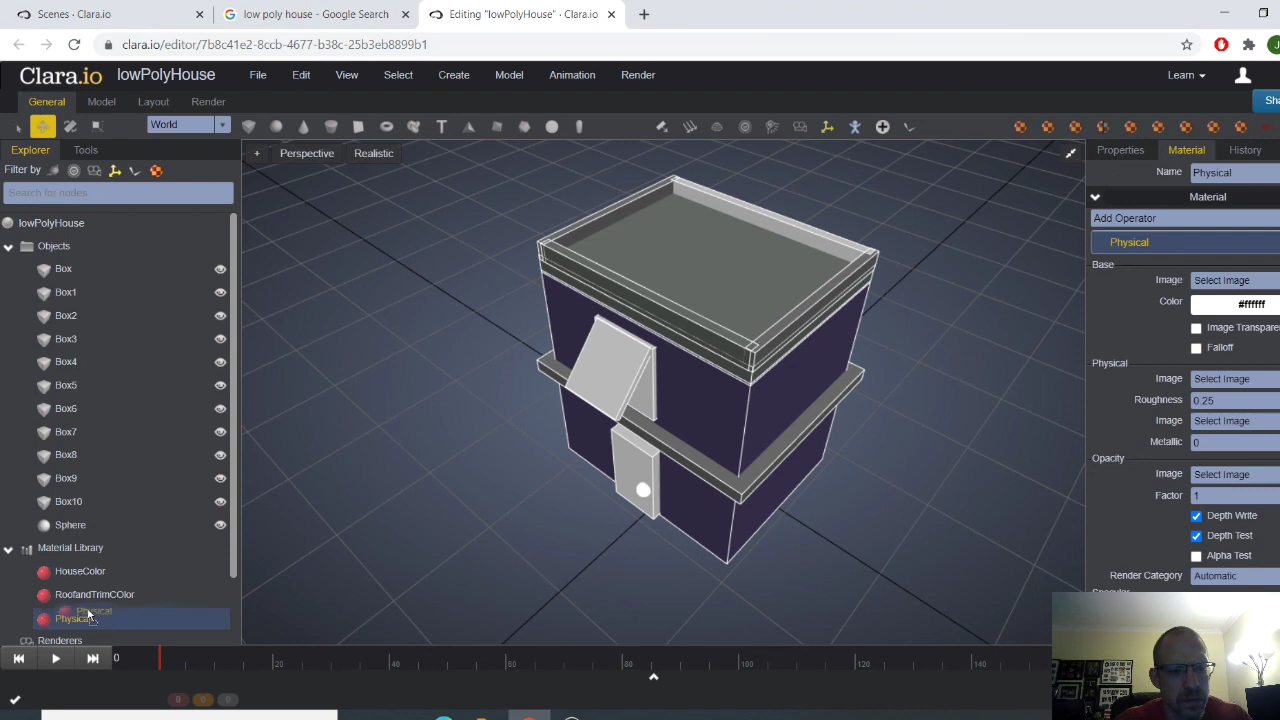 Scenes - Clara.io
low poly house - Google Search
Editing "lowPolyHouse" - Clara.io
clara.io/editor/7b8c41e2-8ccb-4677-b38c-25b3eb8899b1
Clara.io lowPolyHouse File Edit View Select Create Model Animation Render Learn
General Model Layout Render
Sha
World
Explorer Tools
Perspective Realistic
Properties Material History
Filter by
Name Physical
Search for nodes
Material
lowPolyHouse
Add Operator
Objects
Physical
Box
Base
Box1
Image Select Image
Box2
Color #ffffff
Box3
Image Transpare
Falloff
Box4
Physical
Box5
Image Select Image
Box6
Roughness 0.25
Box7
Image Select Image
Metallic 0
Box8
Opacity
Box9
Image Select Image
Box10
Factor 1
Sphere
Depth Write
Depth Test
Material Library
Alpha Test
HouseColor
Render Category Automatic
RoofandTrimCOlor
Physical
Physical
Renderers
0 20 40 60 80 100 120 140
0 0 0